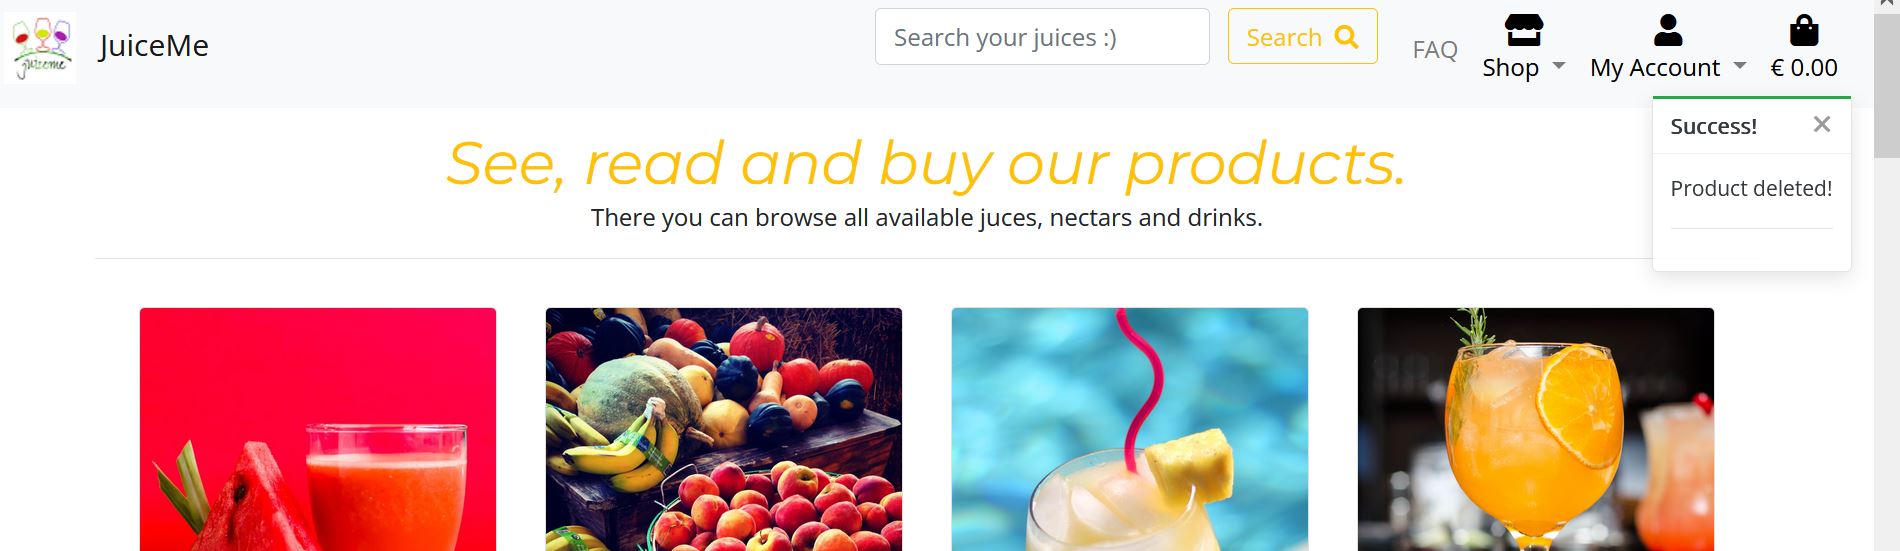 juiceme
JuiceMe
Search your juices :)
Search
FAQ
Shop
My Account
€ 0.00
Success!
Product deleted!
See, read and buy our products.
There you can browse all available juces, nectars and drinks.